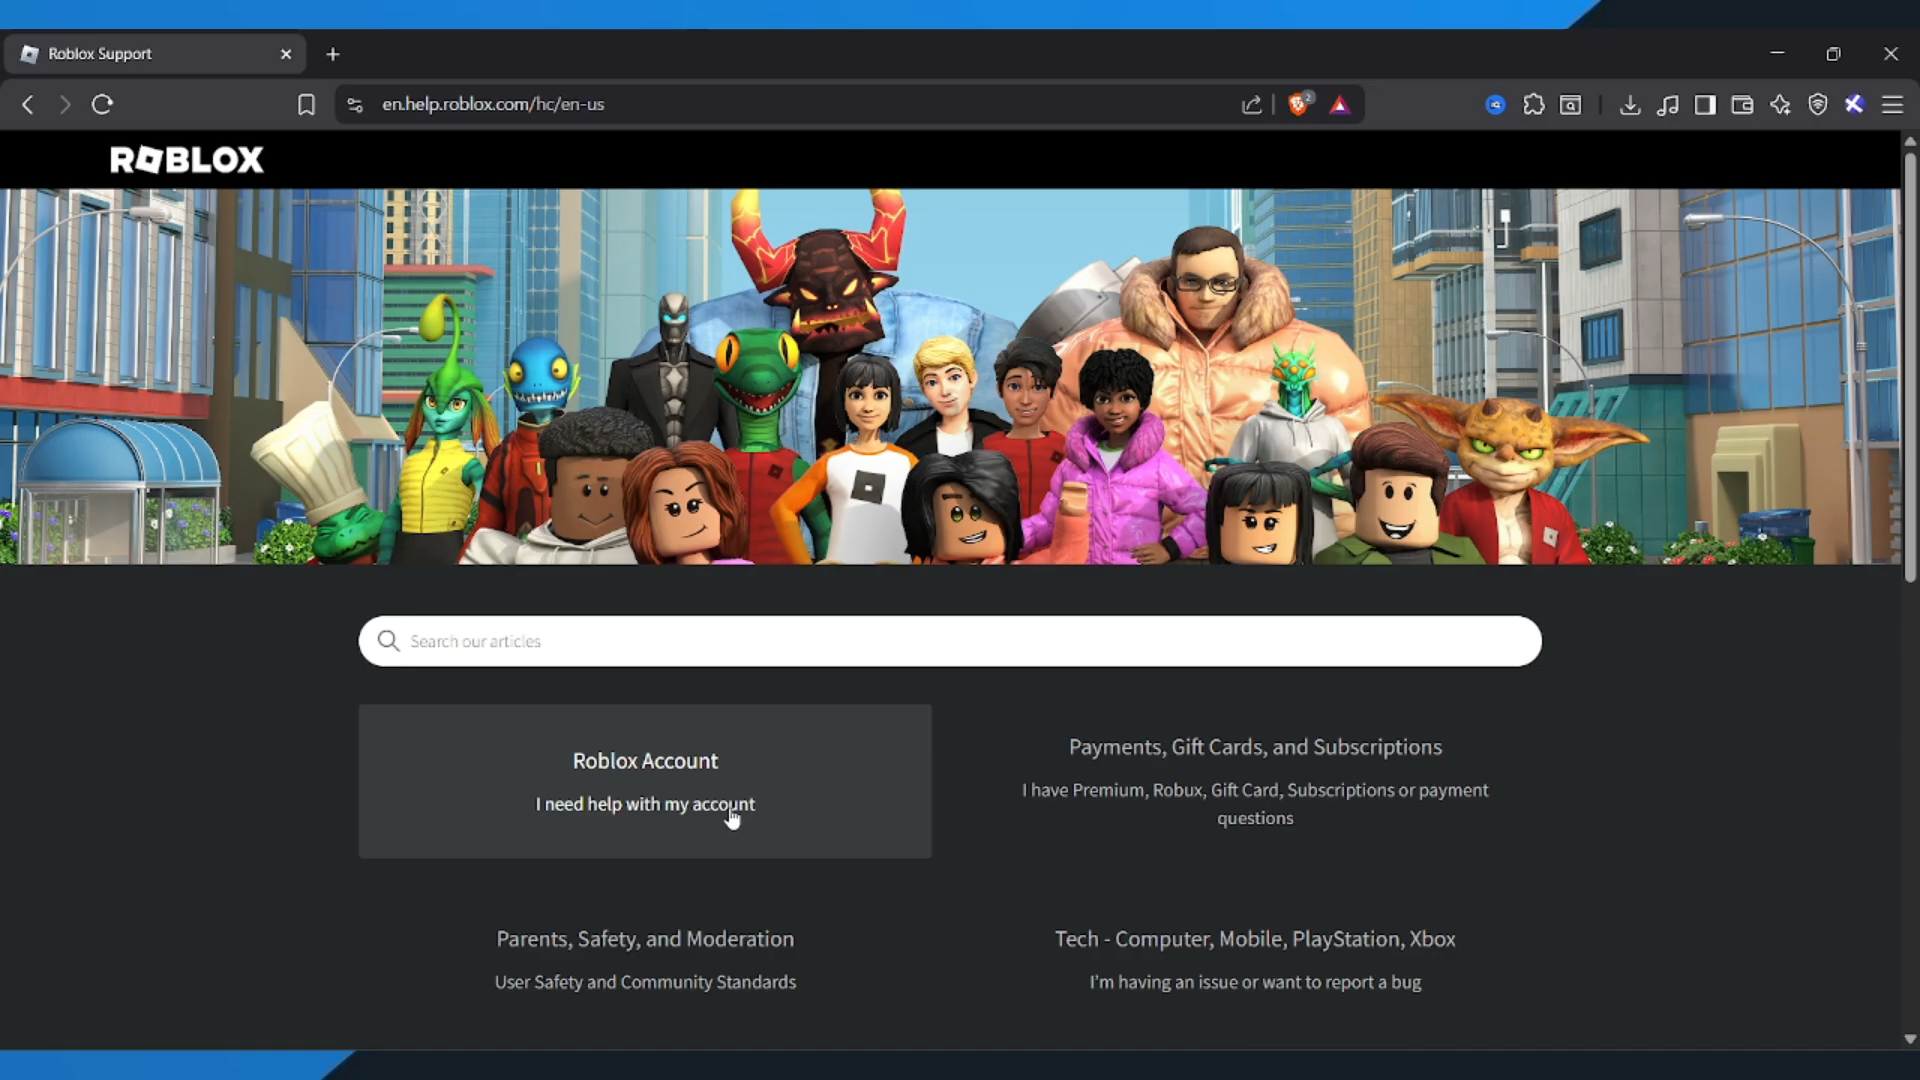 Roblox Support
en.help.roblox.com/hc/en-us
2
ROBLOX
Search our articles
Roblox Account
I need help with my account
Payments, Gift Cards, and Subscriptions
I have Premium, Robux, Gift Card, Subscriptions or payment
questions
Parents, Safety, and Moderation
User Safety and Community Standards
Tech - Computer, Mobile, PlayStation, Xbox
I'm having an issue or want to report a bug